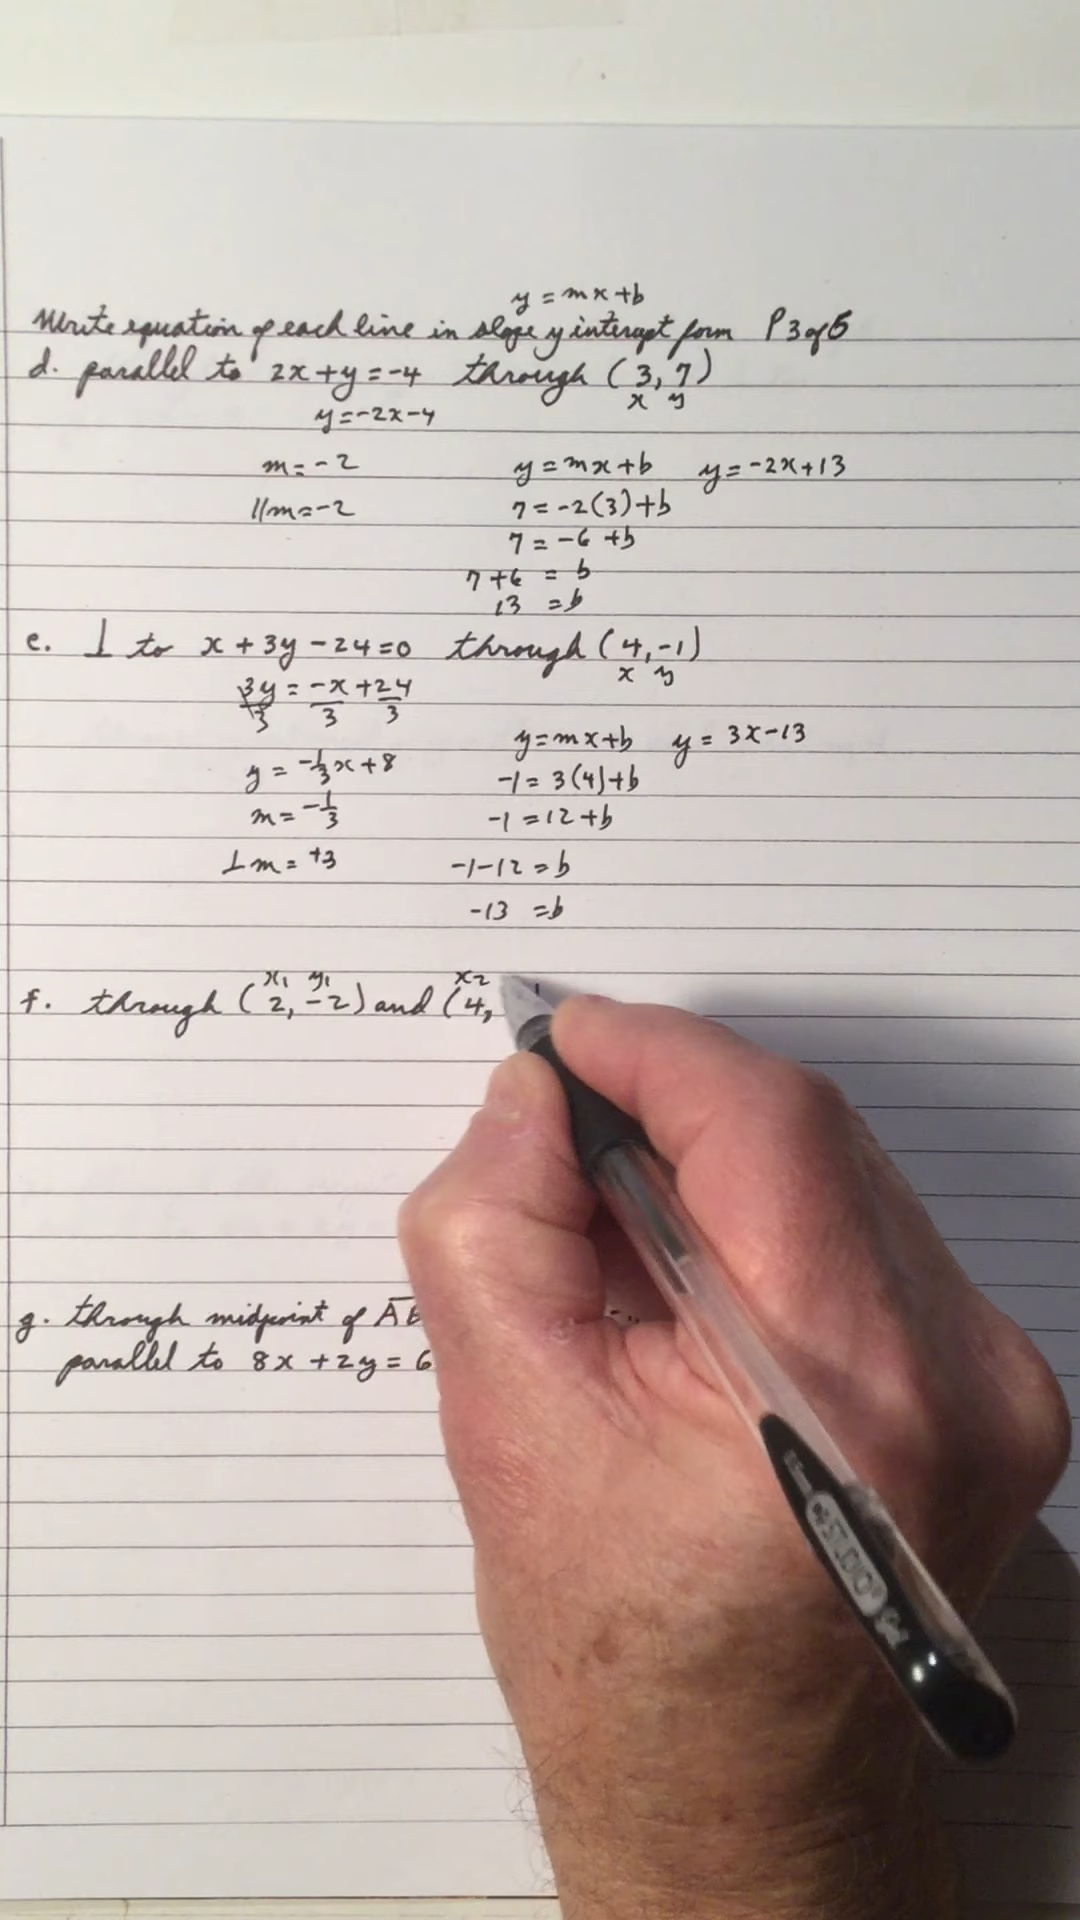 y = mx+b
Write equation of each line in slope y intercept form P 3 of 5
d. parallel to 2x+y=-4 through (3, 7)
x y
y=-2x-4
m=-2
y=mx+b y=-2x+13
//m=-2
7=-2(3)+b
7=-6+b
7+6 = b
13 = b
e. ⊥ to x+3y-24=0 through (4,-1)
x y
3y/3 = -x/3 + 24/3
y=mx+b y = 3x-13
y = -1/3x+8
-1=3(4)+b
m=-1/3
-1=12+b
⊥m=+3
-1-12=b
-13 =b
x1 y1 x2
f. through (2,-2) and (4,
g. through midpoint of A
parallel to 8x+2y=6
STUDIO
Gel